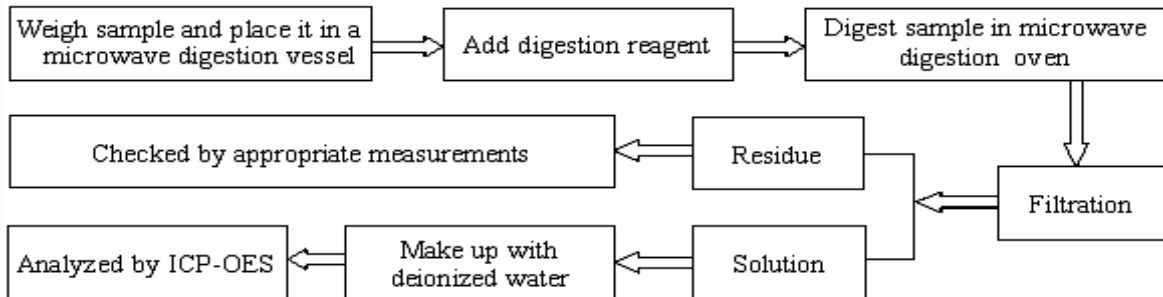 Weigh sample and place it in a
microwave digestion vessel
Add digestion reagent
Digest sample in microwave
digestion oven
Checked by appropriate measurements
Residue
Filtration
Analyzed by ICP-OES
Make up with
deionized water
Solution